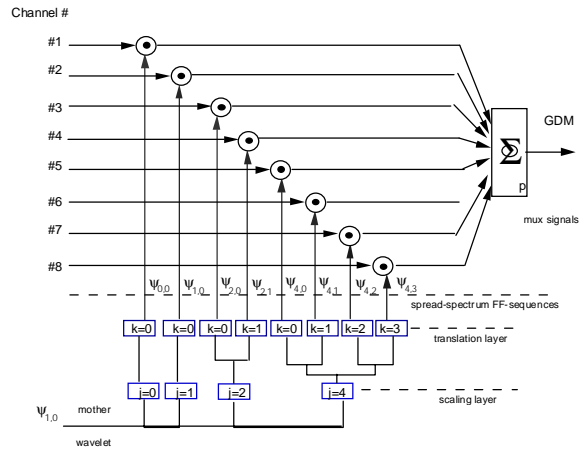 Channel #
#1
#2
#3
#4
#5
#6
#7
#8
GDM
Σ
p
mux signals
ψ0,0 ψ1,0 ψ2,0 ψ2,1 ψ4,0 ψ4,1 ψ4,2 ψ4,3
spread-spectrum FF-sequences
k=0 k=0 k=0 k=1 k=0 k=1 k=2 k=3
translation layer
j=0 j=1 j=2 j=4
scaling layer
ψ1,0 mother
wavelet